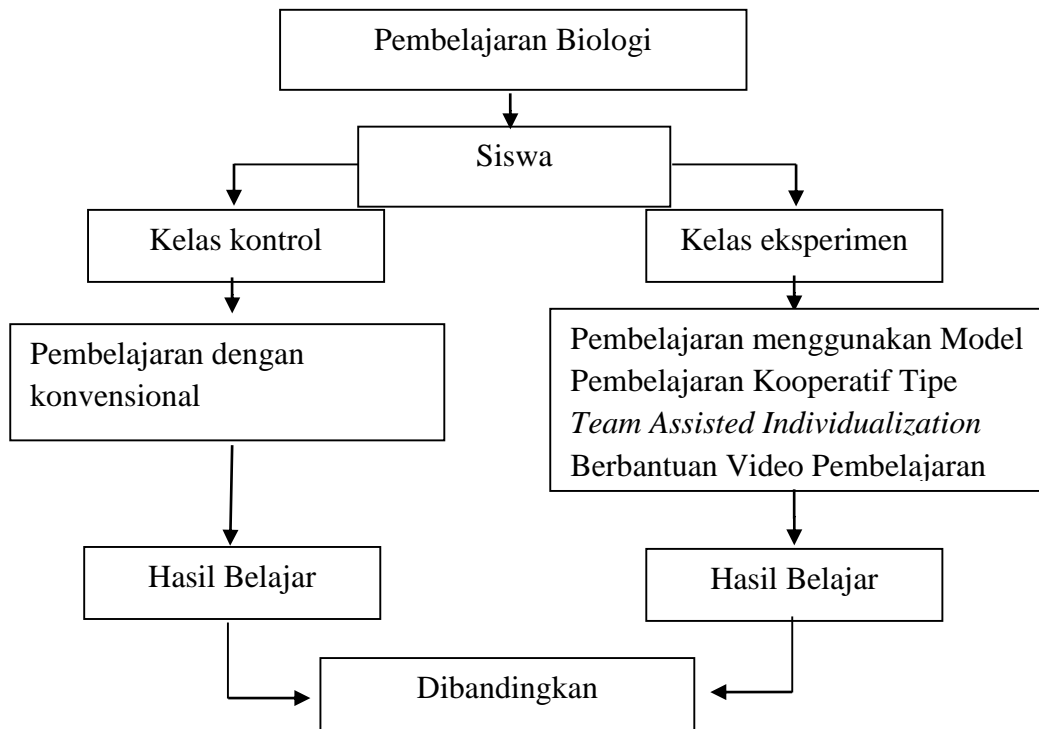 Pembelajaran Biologi
Siswa
Kelas kontrol
Kelas eksperimen
Pembelajaran dengan
konvensional
Pembelajaran menggunakan Model
Pembelajaran Kooperatif Tipe
Team Assisted Individualization
Berbantuan Video Pembelajaran
Hasil Belajar
Hasil Belajar
Dibandingkan